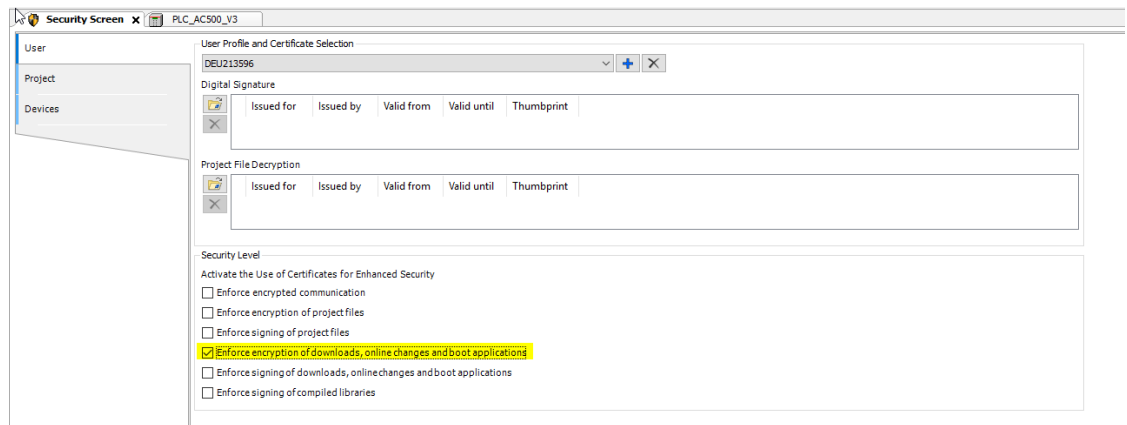 Security Screen PLC_AC500_V3
User
Project
Devices
User Profile and Certificate Selection
DEU213596
Digital Signature
Issued for Issued by Valid from Valid until Thumbprint
Project File Decryption
Issued for Issued by Valid from Valid until Thumbprint
Security Level
Activate the Use of Certificates for Enhanced Security
Enforce encrypted communication
Enforce encryption of project files
Enforce signing of project files
Enforce encryption of downloads, online changes and boot applications
Enforce signing of downloads, online changes and boot applications
Enforce signing of compiled libraries